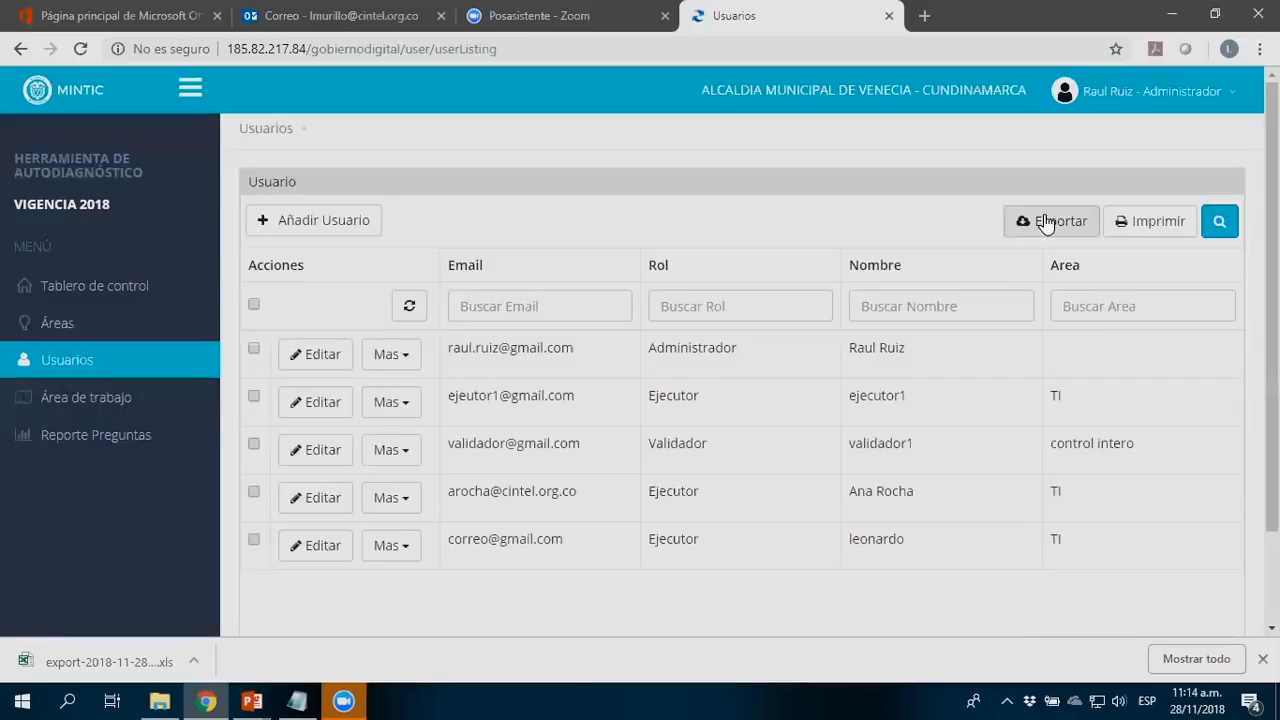 Página principal de Microsoft Of
Correo - lmurillo@cintel.org.co
Posasistente - Zoom
Usuarios
No es seguro
185.82.217.84/gobiernodigital/user/userListing
L
MINTIC
ALCALDIA MUNICIPAL DE VENECIA - CUNDINAMARCA
Raul Ruiz - Administrador
HERRAMIENTA DE
AUTODIAGNÓSTICO
VIGENCIA 2018
MENÚ
Tablero de control
Áreas
Usuarios
Área de trabajo
Reporte Preguntas
Usuarios
Usuario
Añadir Usuario
Exportar
Imprimir
Acciones Email Rol Nombre Area
Buscar Email Buscar Rol Buscar Nombre Buscar Area
Editar Mas raul.ruiz@gmail.com Administrador Raul Ruiz
Editar Mas ejeutor1@gmail.com Ejecutor ejecutor1 TI
Editar Mas validador@gmail.com Validador validador1 control intero
Editar Mas arocha@cintel.org.co Ejecutor Ana Rocha TI
Editar Mas correo@gmail.com Ejecutor leonardo TI
export-2018-11-28....xls
Mostrar todo
ESP
11:14 a.m.
28/11/2018
4